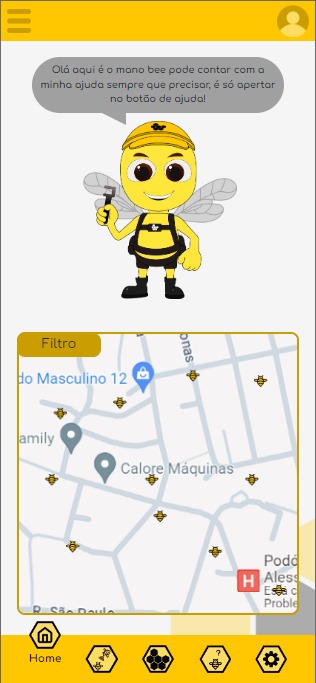 Olá aqui é o mano bee pode contar com a
minha ajuda sempre que precisar, é só apertar
no botão de ajuda!
Filtro
onas
do Masculino 12
amily
Calore Máquinas
H
Podó
Aless
Esta c
Proble
R. São Paulo
?
Home